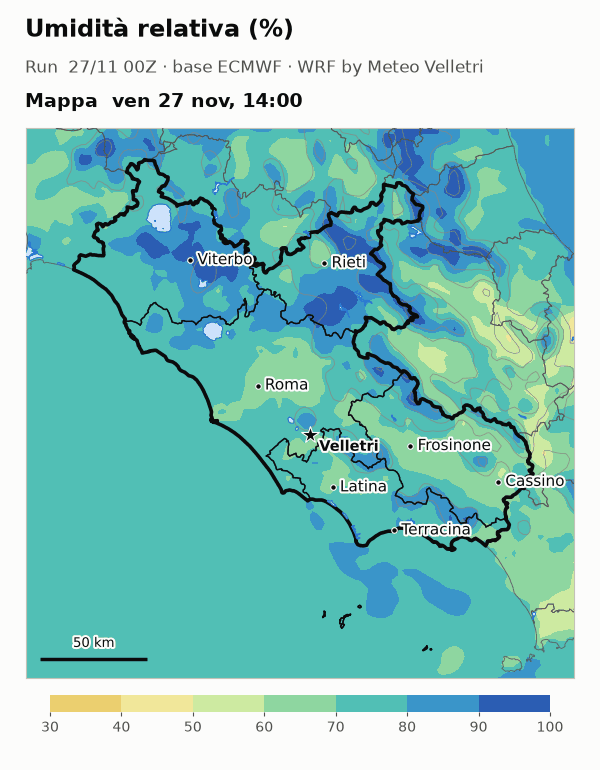 Umidità relativa (%)
Run  27/11 00Z · base ECMWF · WRF by Meteo Velletri
Mappa  ven 27 nov, 14:00
Viterbo
Rieti
Roma
Velletri
Frosinone
Cassino
Latina
Terracina
50 km
30 40 50 60 70 80 90 100